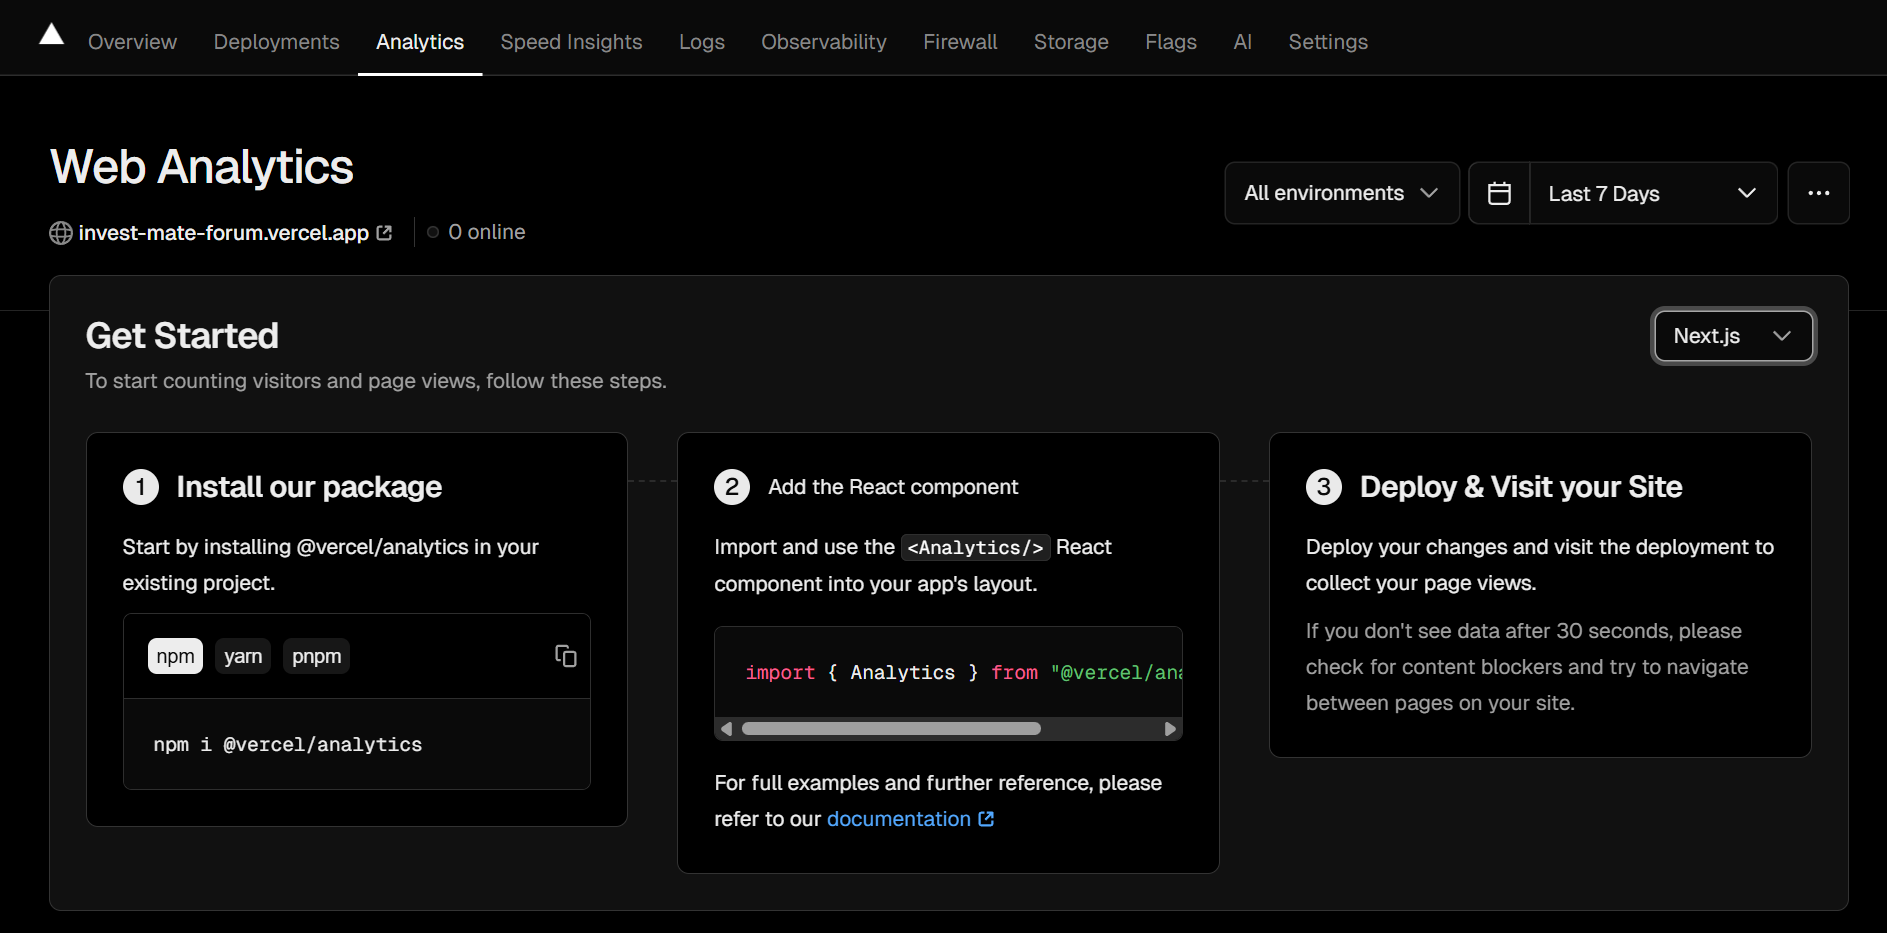 Overview Deployments Analytics Speed Insights Logs Observability Firewall Storage Flags AI Settings
Web Analytics
invest-mate-forum.vercel.app 0 online
All environments Last 7 Days
Get Started
To start counting visitors and page views, follow these steps.
Next.js
1 Install our package
Start by installing @vercel/analytics in your
existing project.
npm yarn pnpm
npm i @vercel/analytics
2 Add the React component
Import and use the <Analytics/> React
component into your app's layout.
import { Analytics } from "@vercel/ana
For full examples and further reference, please
refer to our documentation
3 Deploy & Visit your Site
Deploy your changes and visit the deployment to
collect your page views.
If you don't see data after 30 seconds, please
check for content blockers and try to navigate
between pages on your site.